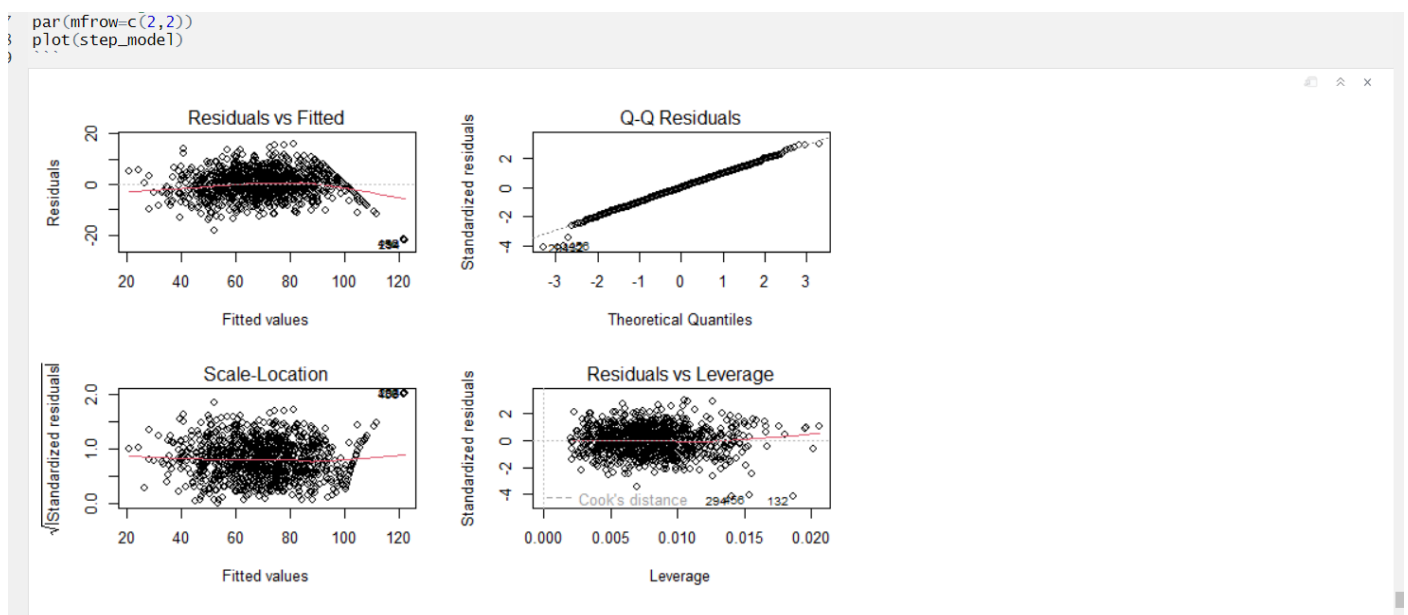 par(mfrow=c(2,2))
plot(step_model)
```
Residuals vs Fitted
Residuals
20
0
-20
20 40 60 80 100 120
Fitted values
Q-Q Residuals
Standardized residuals
2
0
-2
-4
-3 -2 -1 0 1 2 3
Theoretical Quantiles
Scale-Location
√|Standardized residuals|
2.0
1.0
0.0
20 40 60 80 100 120
Fitted values
Residuals vs Leverage
Standardized residuals
2
0
-2
-4
Cook's distance
294 456 132
0.000 0.005 0.010 0.015 0.020
Leverage